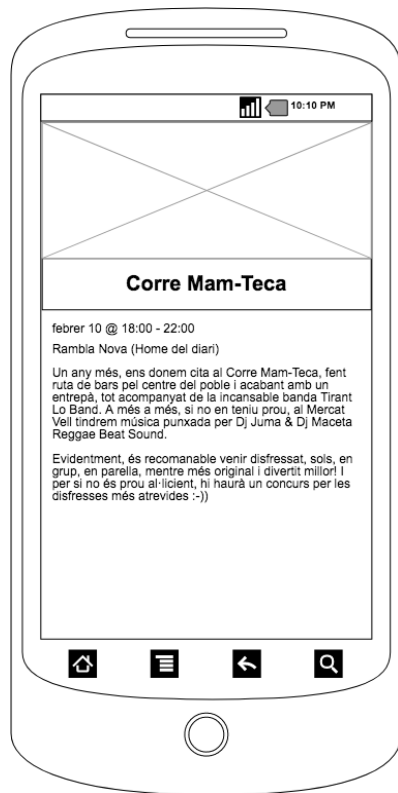 10:10 PM
Corre Mam-Teca
febrer 10 @ 18:00 - 22:00
Rambla Nova (Home del diari)
Un any més, ens donem cita al Corre Mam-Teca, fent
ruta de bars pel centre del poble i acabant amb un
entrepà, tot acompanyat de la incansable banda Tirant
Lo Band. A més a més, si no en teniu prou, al Mercat
Vell tindrem música punxada per Dj Juma & Dj Maceta
Reggae Beat Sound.
Evidentment, és recomanable venir disfressat, sols, en
grup, en parella, mentre més original i divertit millor! I
per si no és prou al·licient, hi haurà un concurs per les
disfresses més atrevides :-))